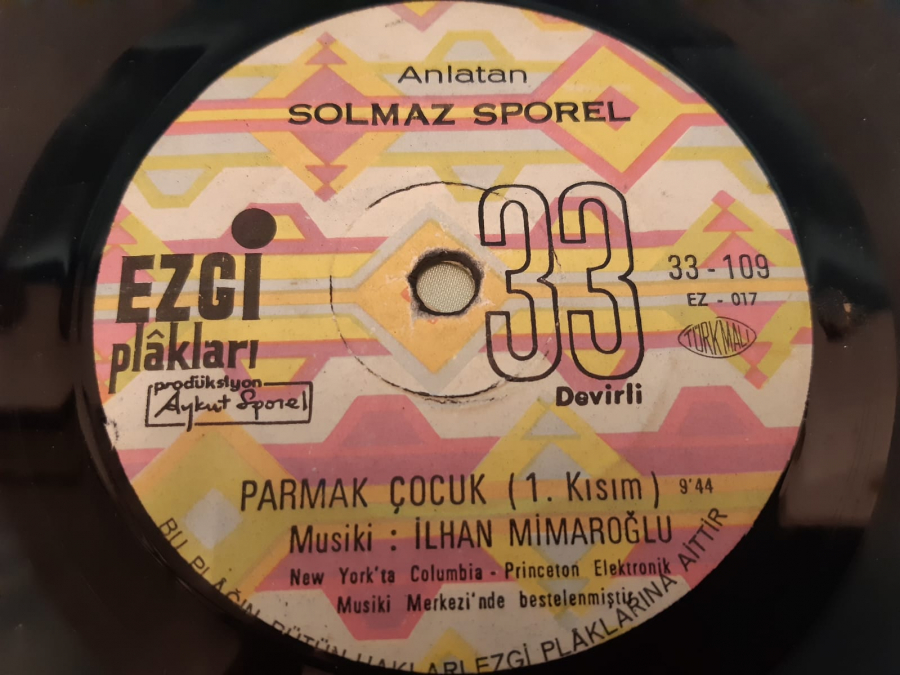 Anlatan
SOLMAZ SPOREL
EZGİ
plâkları
prodüksiyon
Aykut Sporel
33
Devirli
33 - 109
EZ - 017
TÜRK MALI
PARMAK ÇOCUK (1. Kısım) 9'44
Musiki : İLHAN MİMAROĞLU
New York'ta Columbia - Princeton Elektronik
Musiki Merkezi'nde bestelenmiştir
BU PLÂĞIN BÜTÜN HAKLARI EZGİ PLÂKLARINA AİTTİR